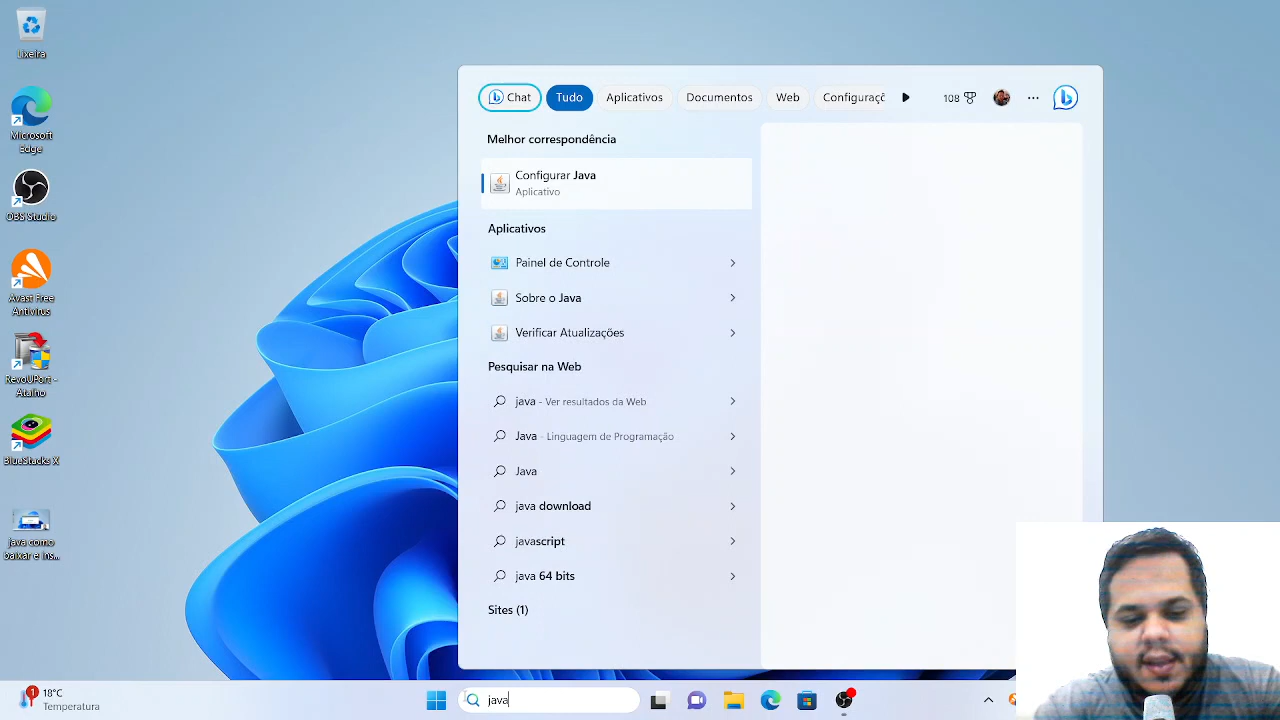 Lixeira
Microsoft
Edge
OBS Studio
Avast Free
Antivirus
RevoUPort -
Atalho
BlueStacks X
java como
baixar e ins...
Chat
Tudo
Aplicativos
Documentos
Web
Configuraçõ
108
Melhor correspondência
Configurar Java
Aplicativo
Aplicativos
Painel de Controle
Sobre o Java
Verificar Atualizações
Pesquisar na Web
java - Ver resultados da Web
Java - Linguagem de Programação
Java
java download
javascript
java 64 bits
Sites (1)
1
18°C
Temperatura
java